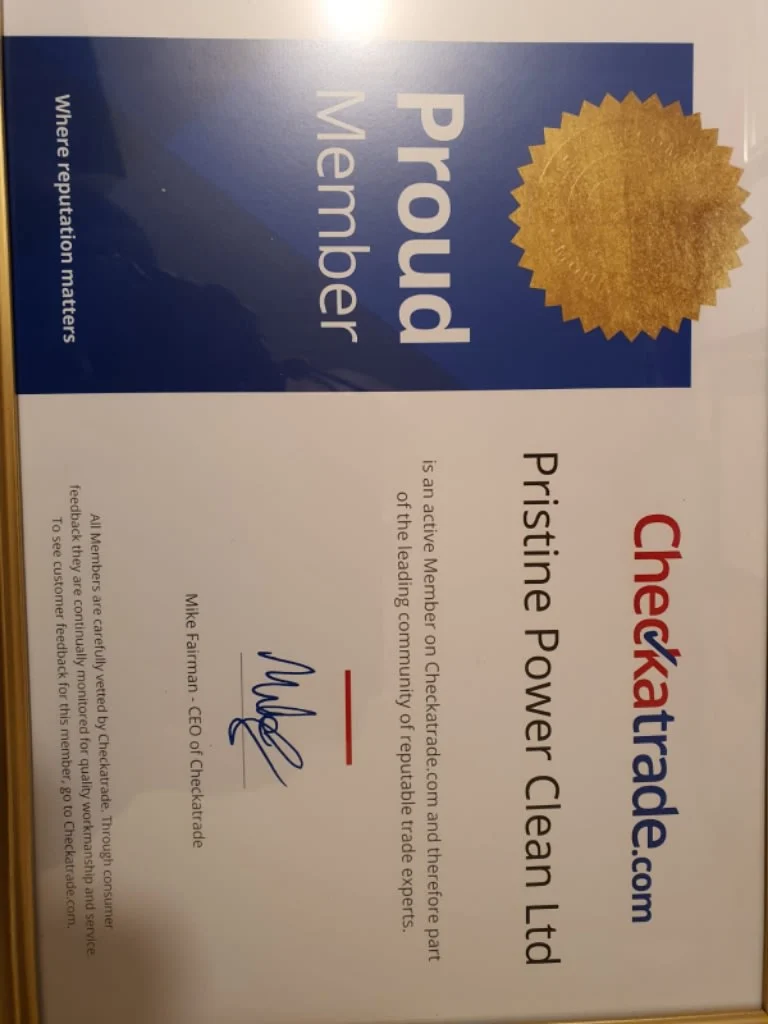 Proud
Member
Where reputation matters
Checkatrade.com
Pristine Power Clean Ltd
is an active Member on Checkatrade.com and therefore part
of the leading community of reputable trade experts.
Mike Fairman - CEO of Checkatrade
All Members are carefully vetted by Checkatrade. Through consumer
feedback they are continually monitored for quality workmanship and service.
To see customer feedback for this member, go to Checkatrade.com.